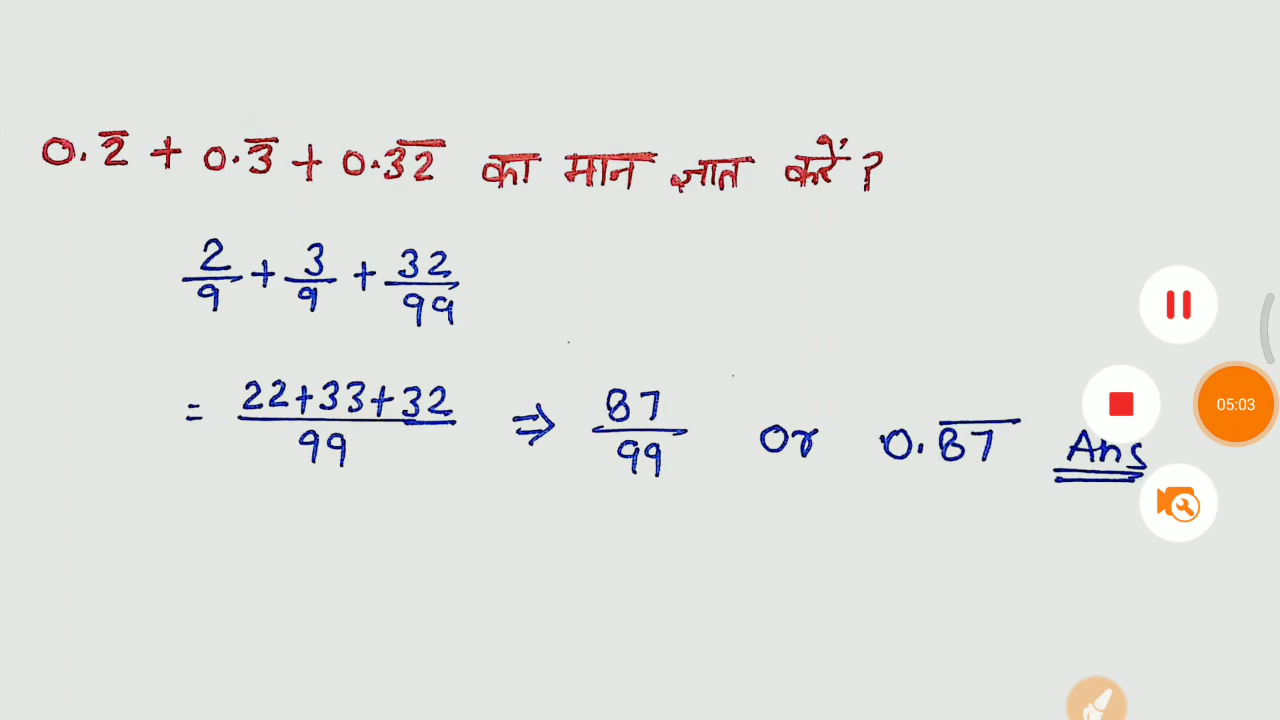 0.2̅ + 0.3̅ + 0.3̅2̅ का मान ज्ञात करें?
2/9 + 3/9 + 32/99
= (22+33+32)/99 ⇒ 87/99 or 0.8̅7̅ Ans
05:03